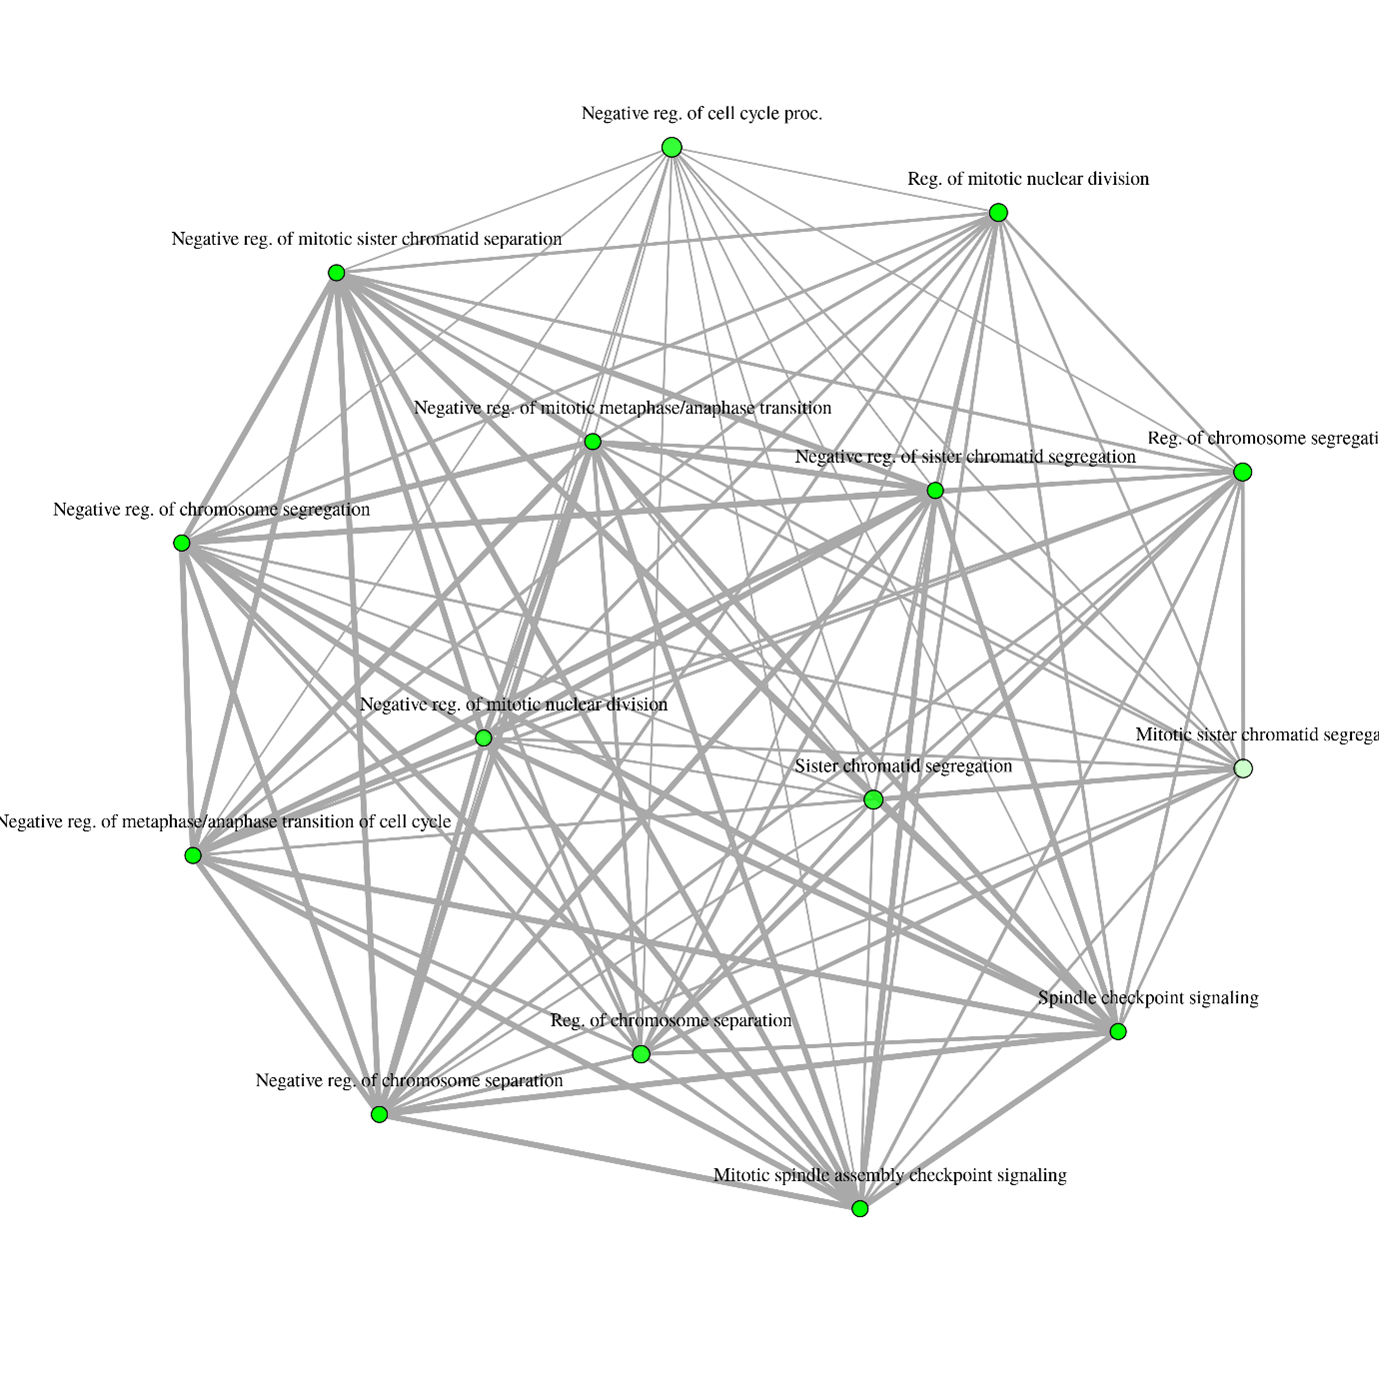 Negative reg. of cell cycle proc.
Reg. of mitotic nuclear division
Negative reg. of mitotic sister chromatid separation
Negative reg. of mitotic metaphase/anaphase transition
Reg. of chromosome segregati
Negative reg. of sister chromatid segregation
Negative reg. of chromosome segregation
Negative reg. of mitotic nuclear division
Mitotic sister chromatid segrega
Sister chromatid segregation
Negative reg. of metaphase/anaphase transition of cell cycle
Spindle checkpoint signaling
Reg. of chromosome separation
Negative reg. of chromosome separation
Mitotic spindle assembly checkpoint signaling